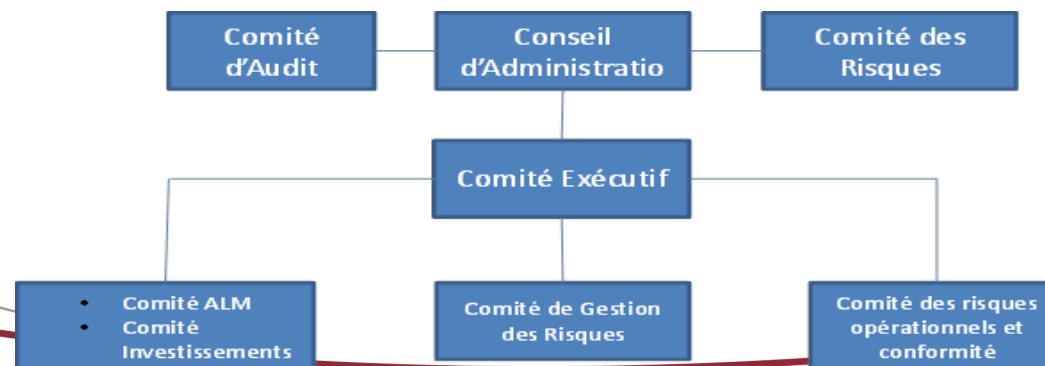 Comité
d'Audit
Conseil
d'Administratio
Comité des
Risques
Comité Exécutif
• Comité ALM
• Comité
Investissements
Comité de Gestion
des Risques
Comité des risques
opérationnels et
conformité